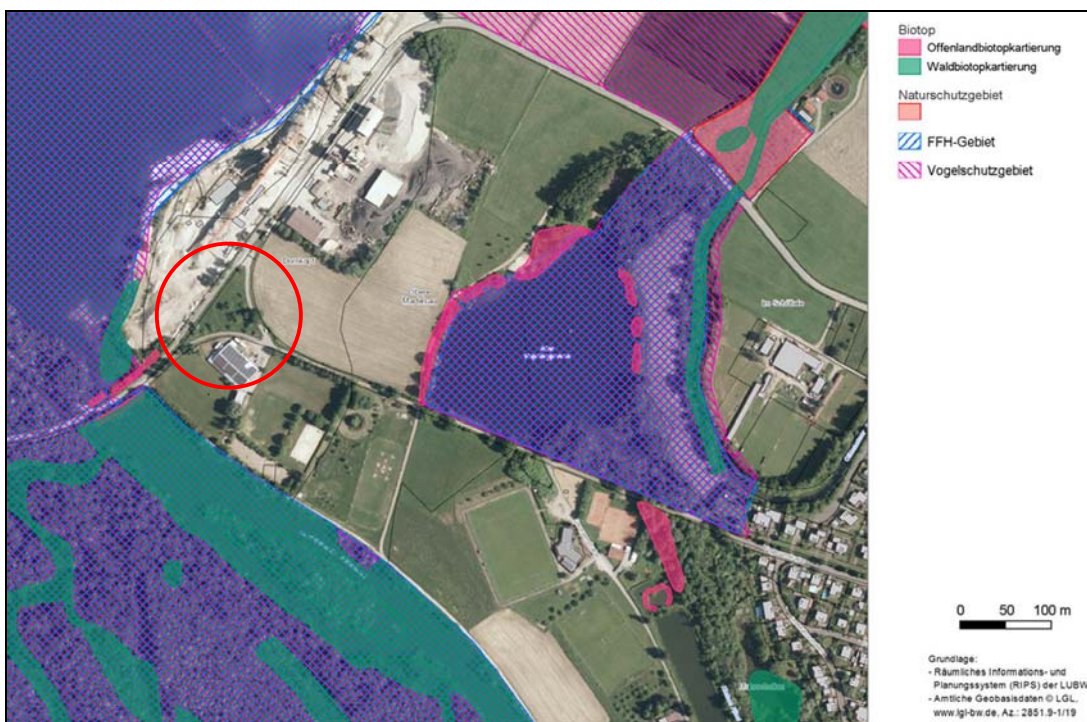 Biotop
Offenlandbiotopkartierung
Waldbiotopkartierung
Naturschutzgebiet
FFH-Gebiet
Vogelschutzgebiet
0 50 100 m
Grundlage:
- Räumliches Informations- und
Planungssystem (RIPS) der LUBW
- Amtliche Geobasisdaten © LGL,
www.lgl-bw.de, Az.: 2851.9-1/19